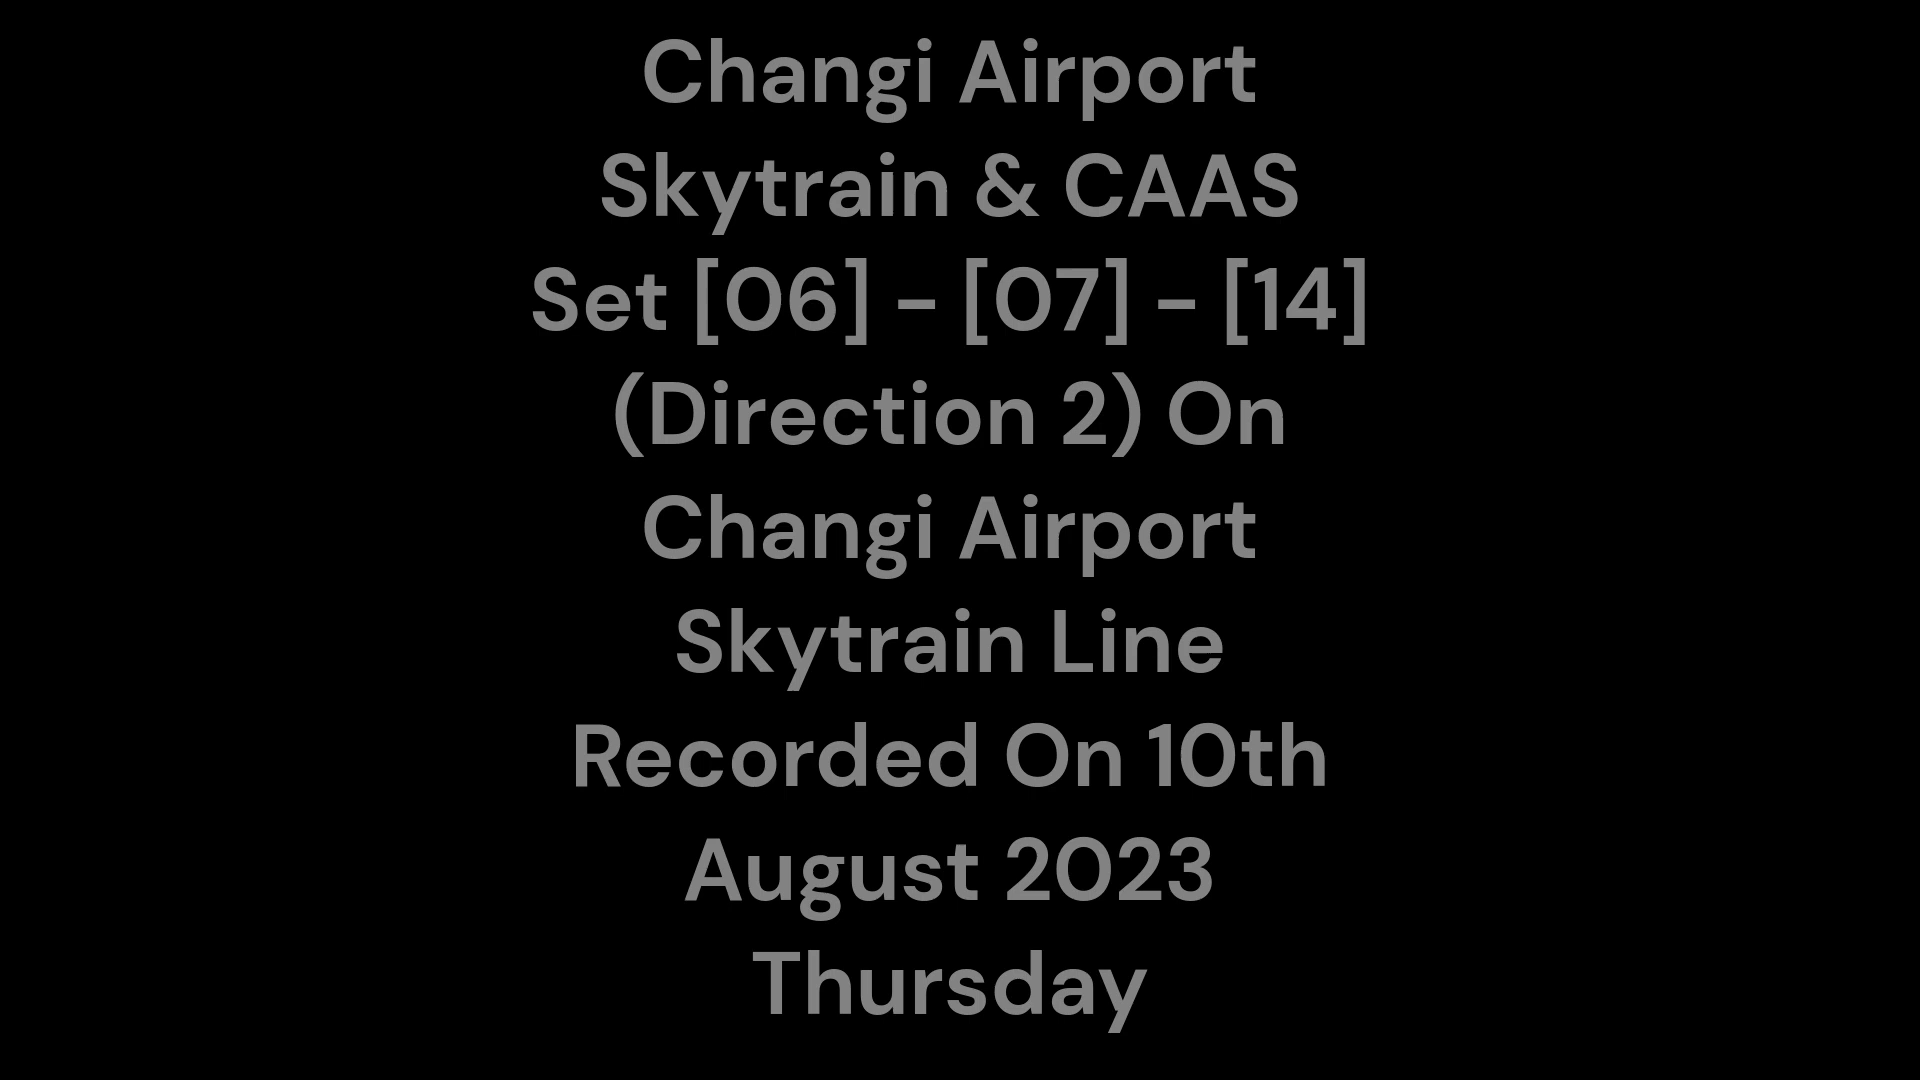 Changi Airport
Skytrain & CAAS
Set [06] - [07] - [14]
(Direction 2) On
Changi Airport
Skytrain Line
Recorded On 10th
August 2023
Thursday